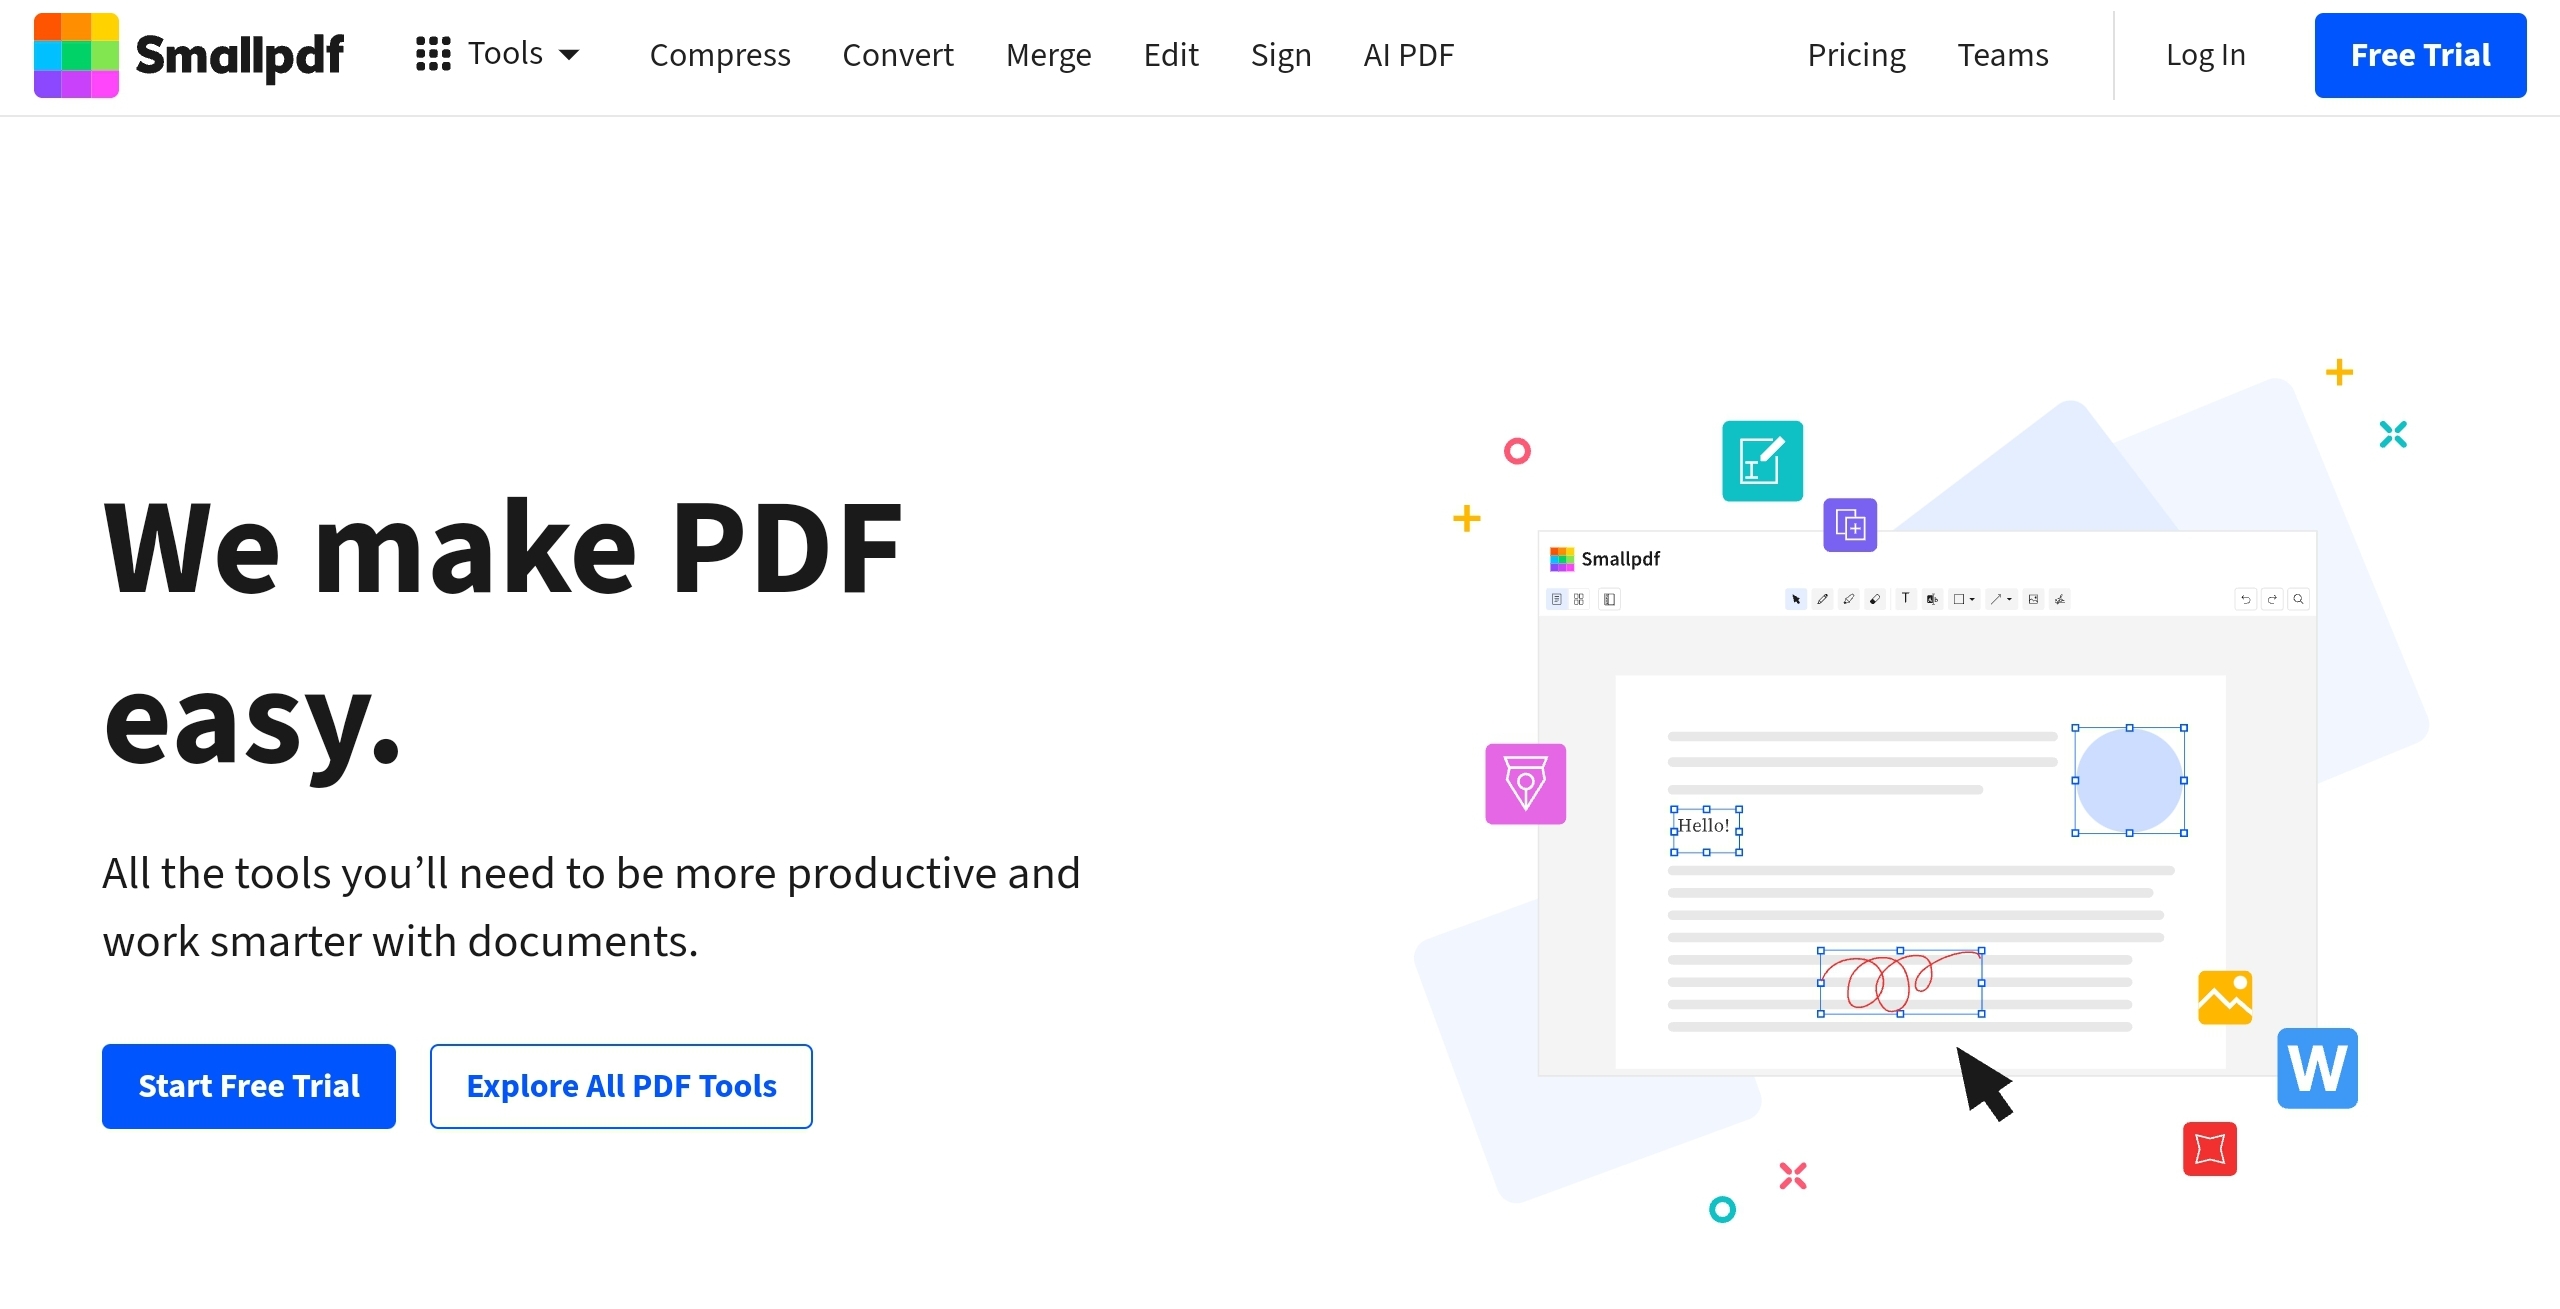 Smallpdf
Tools
Compress
Convert
Merge
Edit
Sign
AI PDF
Pricing
Teams
Log In
Free Trial
We make PDF
easy.
All the tools you’ll need to be more productive and
work smarter with documents.
Start Free Trial
Explore All PDF Tools
Smallpdf
T
Hello!
W